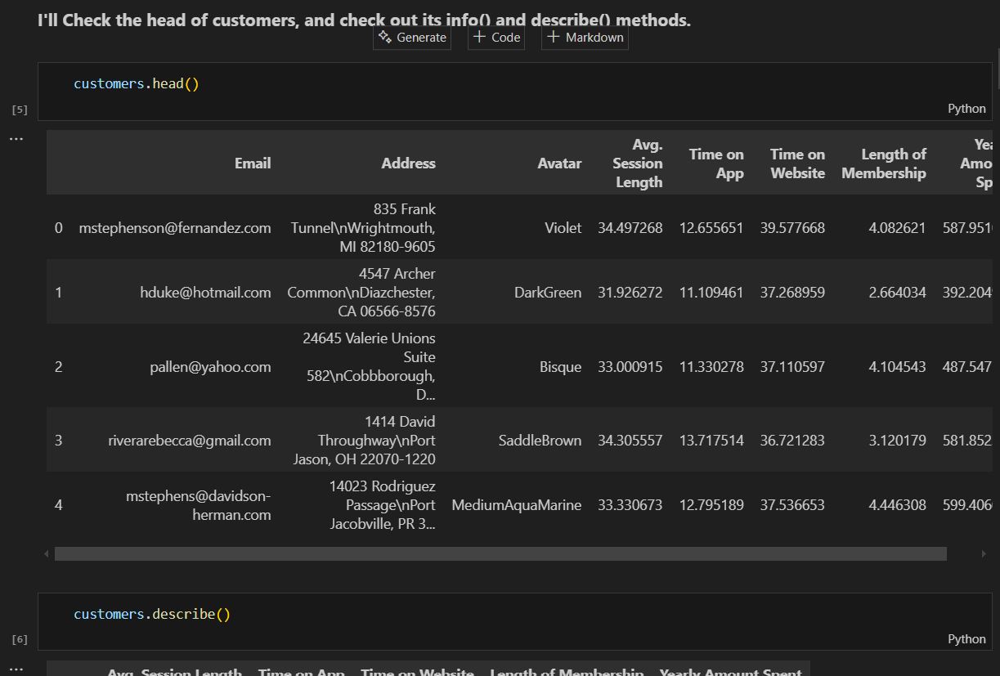 I'll Check the head of customers, and check out its info() and describe() methods.
Generate
Code
Markdown
customers.head()
[5]
Python
...
Email Address Avatar Avg. Session Length Time on App Time on Website Length of Membership
0 mstephenson@fernandez.com 835 Frank Tunnel\nWrightmouth, MI 82180-9605 Violet 34.497268 12.655651 39.577668 4.082621 587.951
1 hduke@hotmail.com 4547 Archer Common\nDiazchester, CA 06566-8576 DarkGreen 31.926272 11.109461 37.268959 2.664034 392.204
2 pallen@yahoo.com 24645 Valerie Unions Suite 582\nCobbborough, D... Bisque 33.000915 11.330278 37.110597 4.104543 487.547
3 riverarebecca@gmail.com 1414 David Throughway\nPort Jason, OH 22070-1220 SaddleBrown 34.305557 13.717514 36.721283 3.120179 581.852
4 mstephens@davidson-herman.com 14023 Rodriguez Passage\nPort Jacobville, PR 3... MediumAquaMarine 33.330673 12.795189 37.536653 4.446308 599.406
customers.describe()
[6]
Python
...
Avg. Session Length Time on App Time on Website Length of Membership Yearly Amount Spent